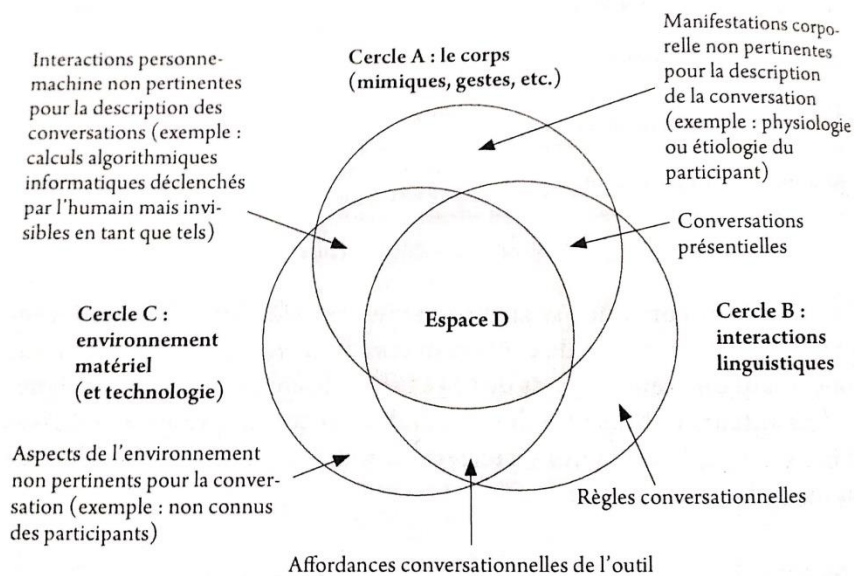 Interactions personne-
machine non pertinentes
pour la description des
conversations (exemple :
calculs algorithmiques
informatiques déclenchés
par l'humain mais invi-
sibles en tant que tels)
Cercle A : le corps
(mimiques, gestes, etc.)
Manifestations corpo-
relle non pertinentes
pour la description
de la conversation
(exemple : physiologie
ou étiologie du
participant)
Conversations
présentielles
Cercle C :
environnement
matériel
(et technologie)
Espace D
Cercle B :
interactions
linguistiques
Aspects de l'environnement
non pertinents pour la conver-
sation (exemple : non connus
des participants)
Règles conversationnelles
Affordances conversationnelles de l'outil